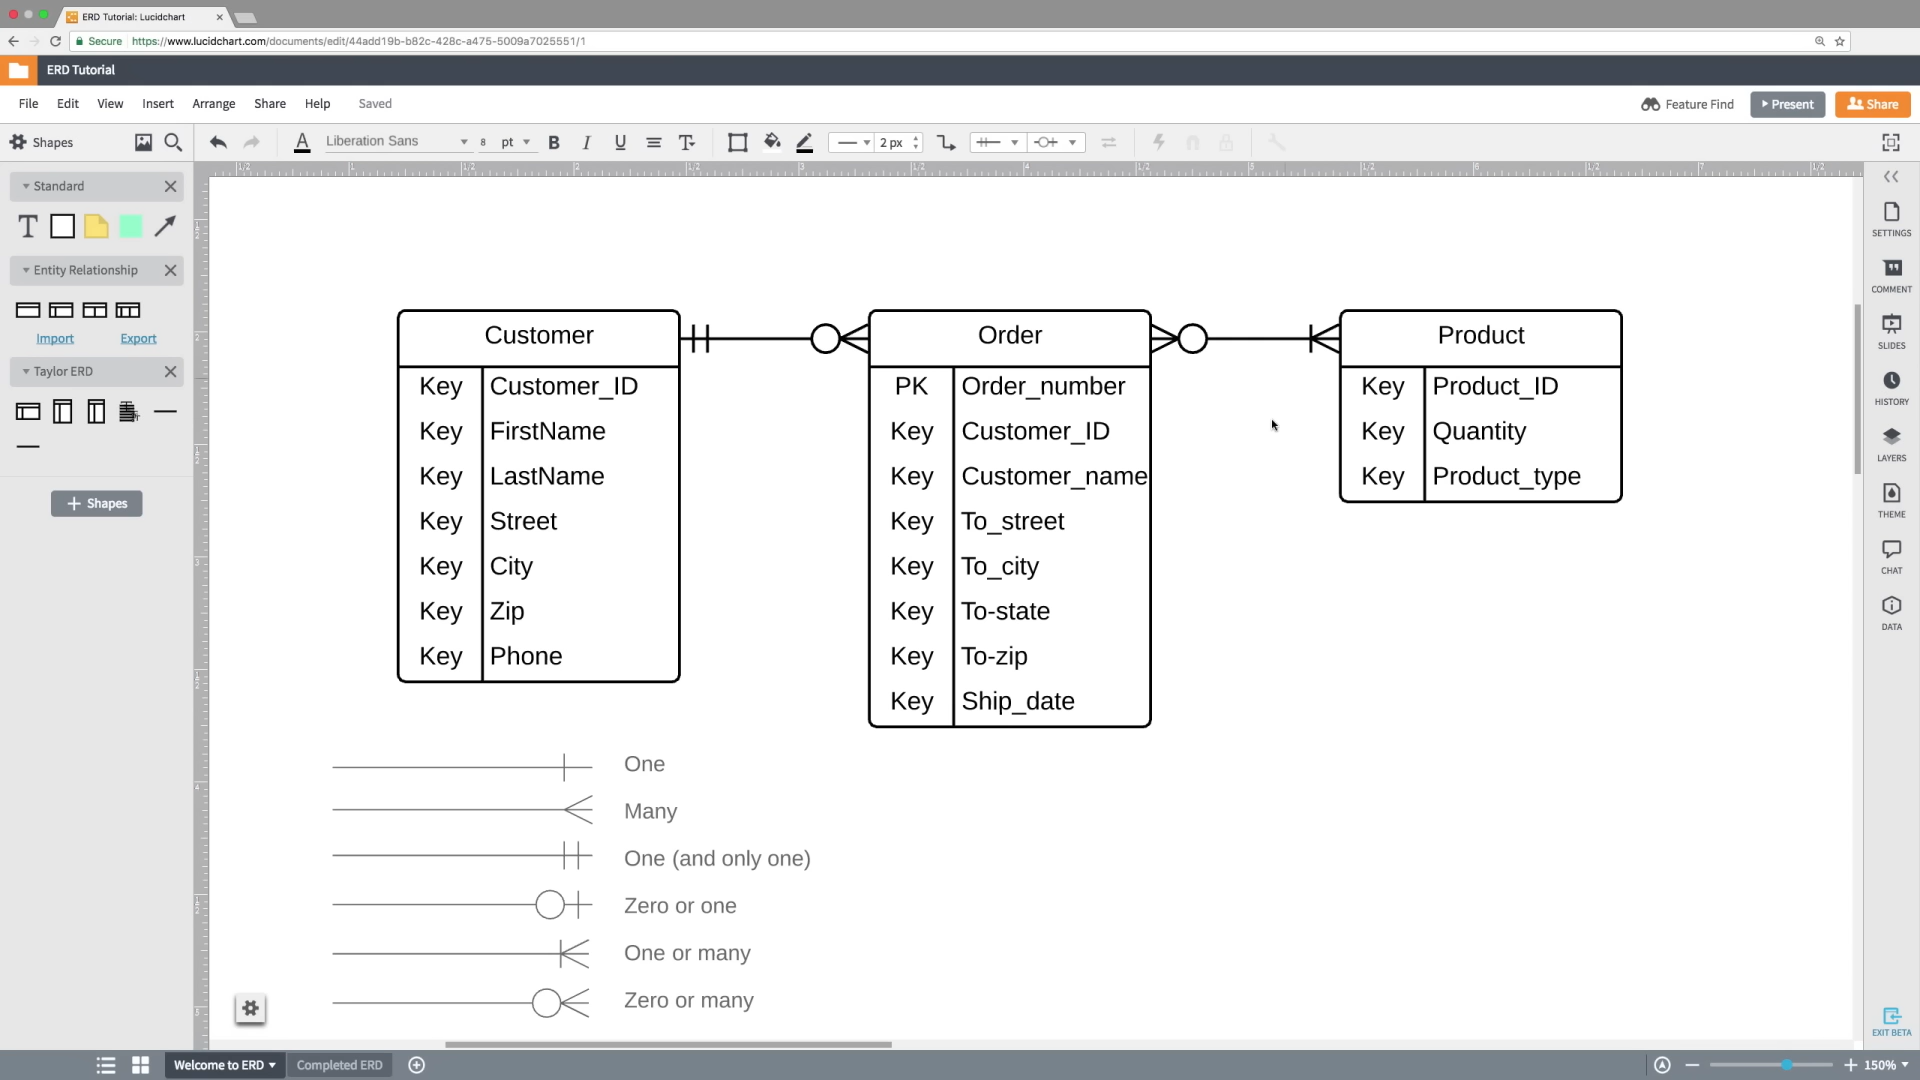 ERD Tutorial: Lucidchart
Secure https://www.lucidchart.com/documents/edit/44add19b-b82c-428c-a475-5009a7025551/1
ERD Tutorial
File Edit View Insert Arrange Share Help Saved
Feature Find Present Share
Shapes
Liberation Sans 8 pt B I U 2 px
Standard
Entity Relationship
Import Export
Taylor ERD
Shapes
Customer
Key Customer_ID
Key FirstName
Key LastName
Key Street
Key City
Key Zip
Key Phone
Order
PK Order_number
Key Customer_ID
Key Customer_name
Key To_street
Key To_city
Key To-state
Key To-zip
Key Ship_date
Product
Key Product_ID
Key Quantity
Key Product_type
One
Many
One (and only one)
Zero or one
One or many
Zero or many
SETTINGS
COMMENT
SLIDES
HISTORY
LAYERS
THEME
CHAT
DATA
EXIT BETA
Welcome to ERD Completed ERD
150%